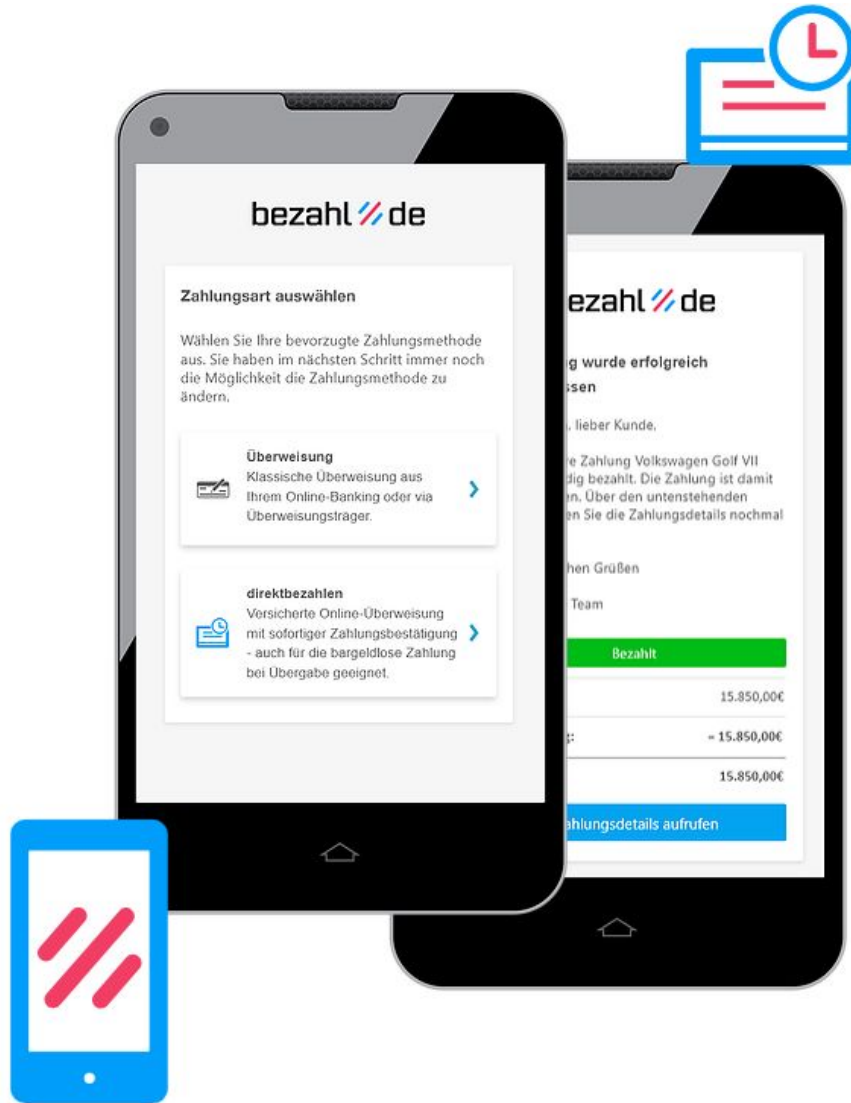 bezahl de
Zahlungsart auswählen
Wählen Sie Ihre bevorzugte Zahlungsmethode
aus. Sie haben im nächsten Schritt immer noch
die Möglichkeit die Zahlungsmethode zu
ändern.
Überweisung
Klassische Überweisung aus
Ihrem Online-Banking oder via
Überweisungsträger.
direktbezahlen
Versicherte Online-Überweisung
mit sofortiger Zahlungsbestätigung
- auch für die bargeldlose Zahlung
bei Übergabe geeignet.
ezahl de
g wurde erfolgreich
ssen
, lieber Kunde,
e Zahlung Volkswagen Golf VII
dig bezahlt. Die Zahlung ist damit
en. Über den untenstehenden
en Sie die Zahlungsdetails nochmal
hen Grüßen
Team
Bezahlt
15.850,00€
g: - 15.850,00€
15.850,00€
ahlungsdetails aufrufen